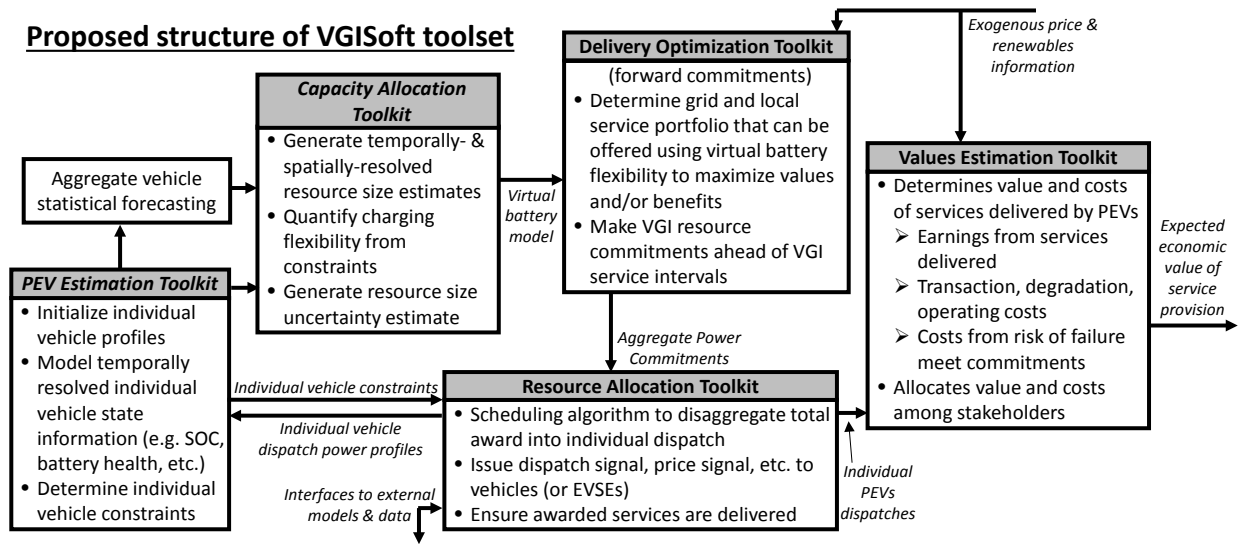 Proposed structure of VGISoft toolset
Aggregate vehicle
statistical forecasting
PEV Estimation Toolkit
• Initialize individual
vehicle profiles
• Model temporally
resolved individual
vehicle state
information (e.g. SOC,
battery health, etc.)
• Determine individual
vehicle constraints
Capacity Allocation
Toolkit
• Generate temporally- &
spatially-resolved
resource size estimates
• Quantify charging
flexibility from
constraints
• Generate resource size
uncertainty estimate
Virtual
battery
model
Delivery Optimization Toolkit
(forward commitments)
• Determine grid and local
service portfolio that can be
offered using virtual battery
flexibility to maximize values
and/or benefits
• Make VGI resource
commitments ahead of VGI
service intervals
Exogenous price &
renewables
information
Aggregate Power
Commitments
Individual vehicle constraints
Individual vehicle
dispatch power profiles
Interfaces to external
models & data
Resource Allocation Toolkit
• Scheduling algorithm to disaggregate total
award into individual dispatch
• Issue dispatch signal, price signal, etc. to
vehicles (or EVSEs)
• Ensure awarded services are delivered
Individual
PEVs
dispatches
Values Estimation Toolkit
• Determines value and costs
of services delivered by PEVs
➢ Earnings from services
delivered
➢ Transaction, degradation,
operating costs
➢ Costs from risk of failure
meet commitments
• Allocates value and costs
among stakeholders
Expected
economic
value of
service
provision